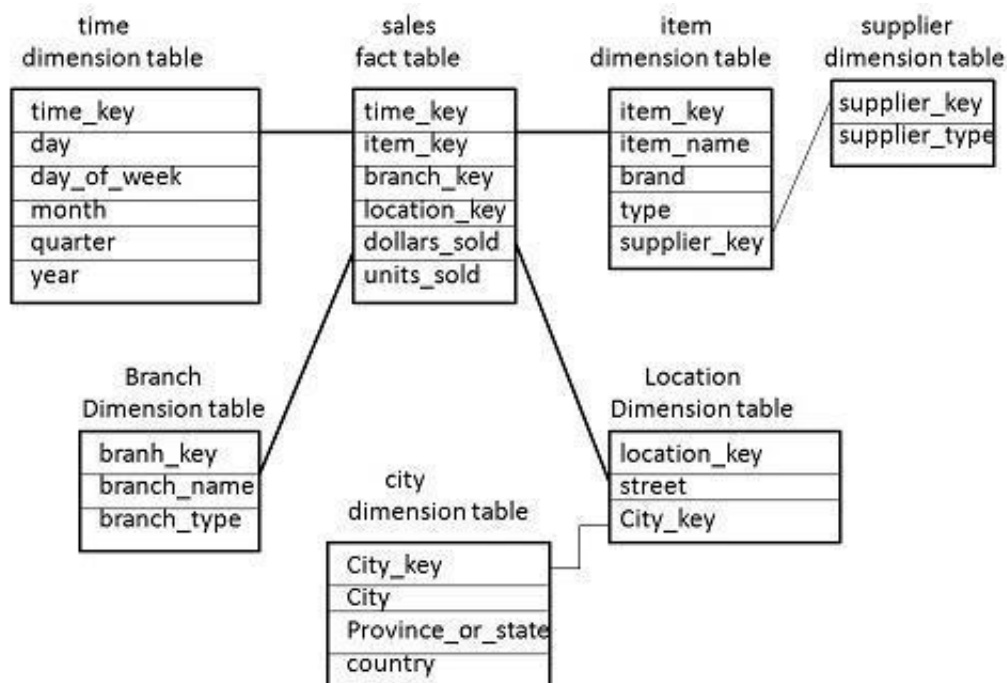 time
dimension table
time_key
day
day_of_week
month
quarter
year
sales
fact table
time_key
item_key
branch_key
location_key
dollars_sold
units_sold
item
dimension table
item_key
item_name
brand
type
supplier_key
supplier
dimension table
supplier_key
supplier_type
Branch
Dimension table
branh_key
branch_name
branch_type
city
dimension table
City_key
City
Province_or_state
country
Location
Dimension table
location_key
street
City_key